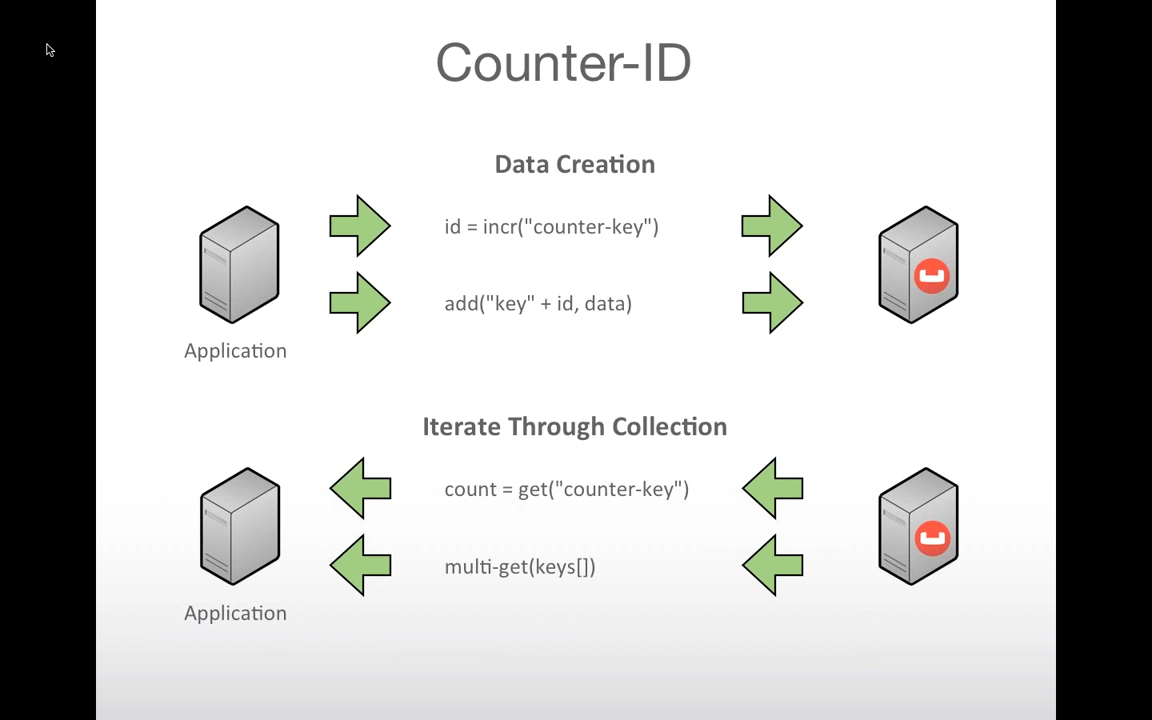 Counter-ID
Data Creation
id = incr("counter-key")
add("key" + id, data)
Application
Iterate Through Collection
count = get("counter-key")
multi-get(keys[])
Application